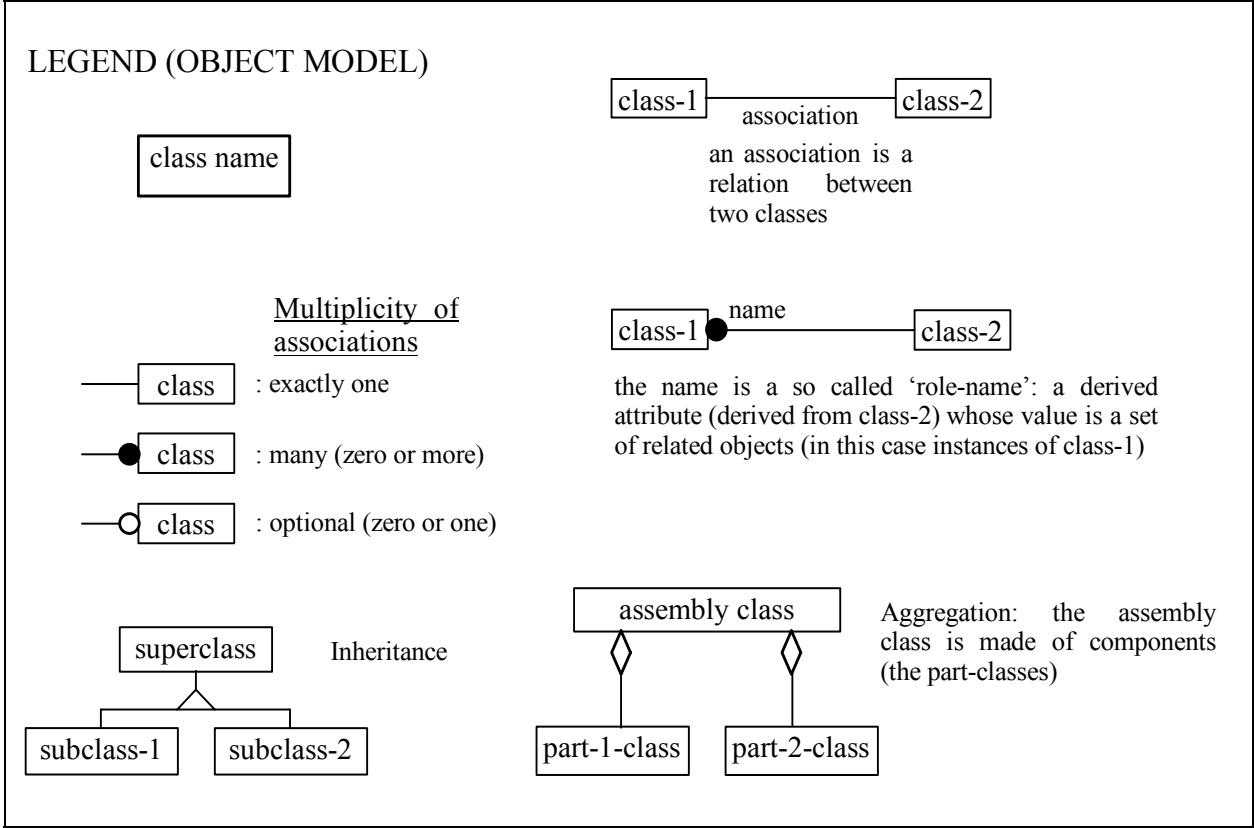 LEGEND (OBJECT MODEL)
class name
class-1
association
class-2
an association is a
relation between
two classes
Multiplicity of
associations
class : exactly one
class : many (zero or more)
class : optional (zero or one)
class-1
name
class-2
the name is a so called ‘role-name’: a derived
attribute (derived from class-2) whose value is a set
of related objects (in this case instances of class-1)
superclass
Inheritance
subclass-1
subclass-2
assembly class
part-1-class
part-2-class
Aggregation: the assembly
class is made of components
(the part-classes)